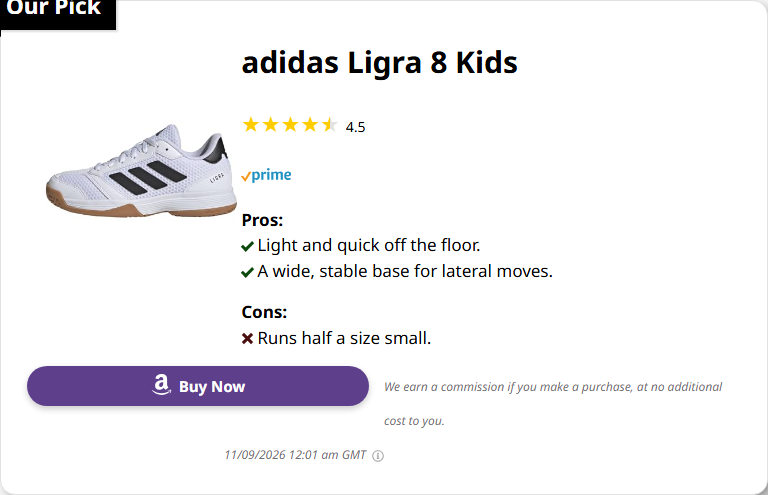 Our Pick
adidas Ligra 8 Kids
4.5
prime
LIGRA
Pros:
Light and quick off the floor.
A wide, stable base for lateral moves.
Cons:
Runs half a size small.
a Buy Now
We earn a commission if you make a purchase, at no additional
cost to you.
11/09/2026 12:01 am GMT